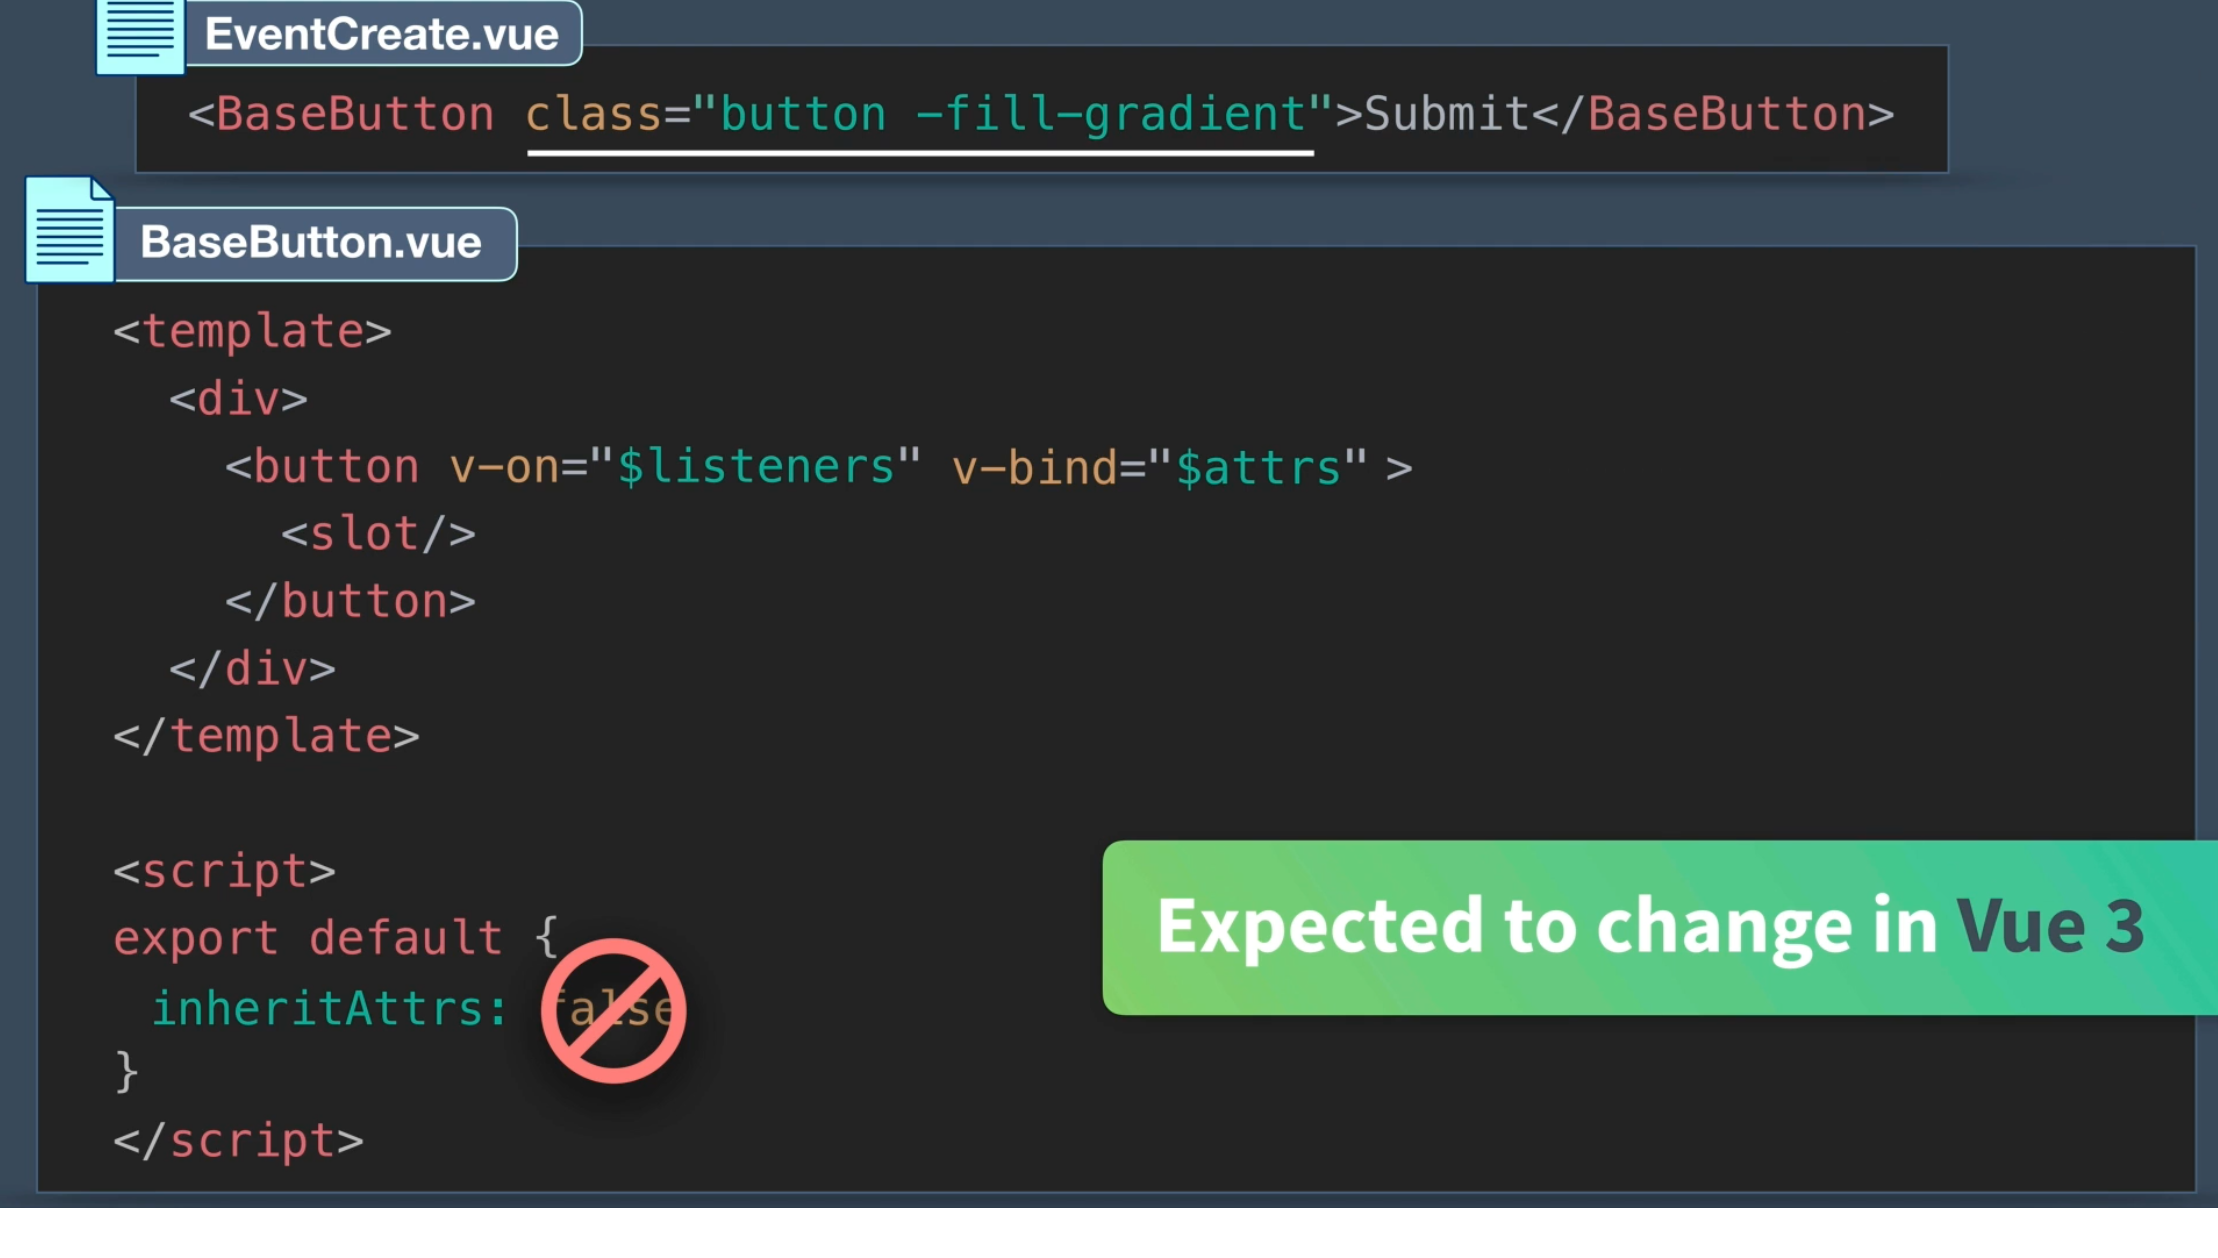 EventCreate.vue
<BaseButton class="button -fill-gradient">Submit</BaseButton>
BaseButton.vue
<template>
<div>
<button v-on="$listeners" v-bind="$attrs" >
<slot/>
</button>
</div>
</template>
<script>
export default {
inheritAttrs: false
}
</script>
Expected to change in Vue 3